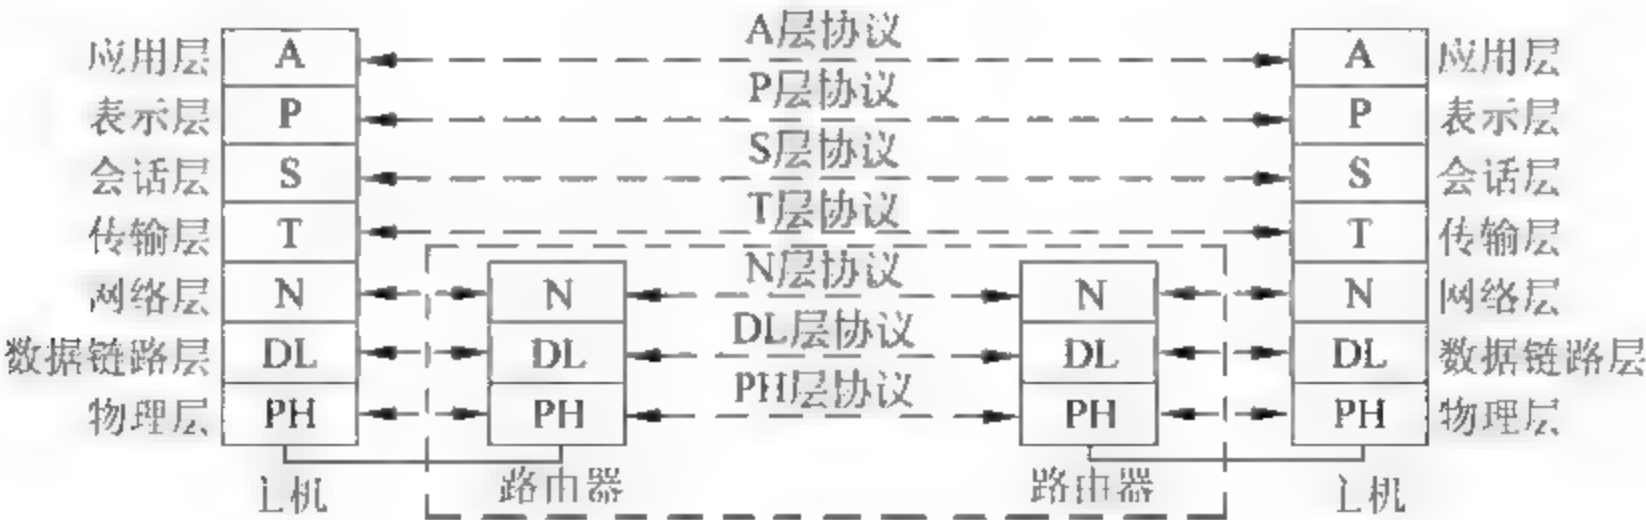 A层协议
应用层 A A 应用层
P层协议
表示层 P P 表示层
S层协议
会话层 S S 会话层
T层协议
传输层 T T 传输层
N层协议
网络层 N N N N 网络层
DL层协议
数据链路层 DL DL DL DL 数据链路层
PH层协议
物理层 PH PH PH PH 物理层
主机 路由器 路由器 主机